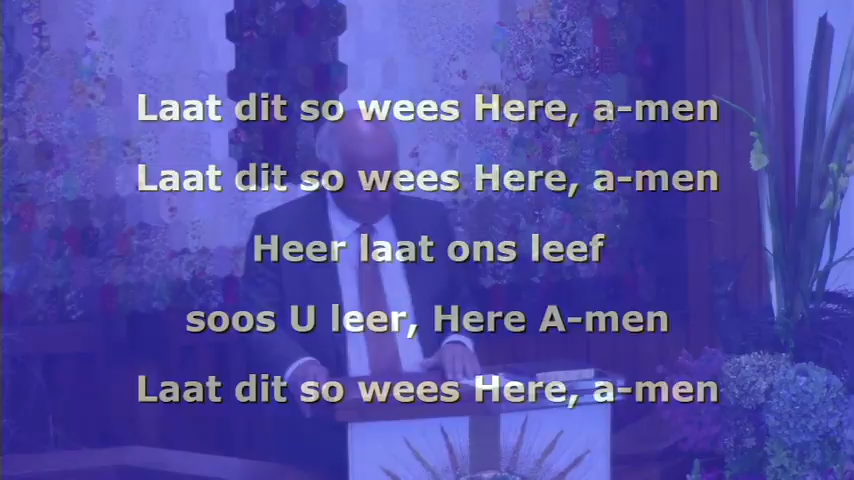 Laat dit so wees Here, a-men
Laat dit so wees Here, a-men
Heer laat ons leef
soos U leer, Here A-men
Laat dit so wees Here, a-men